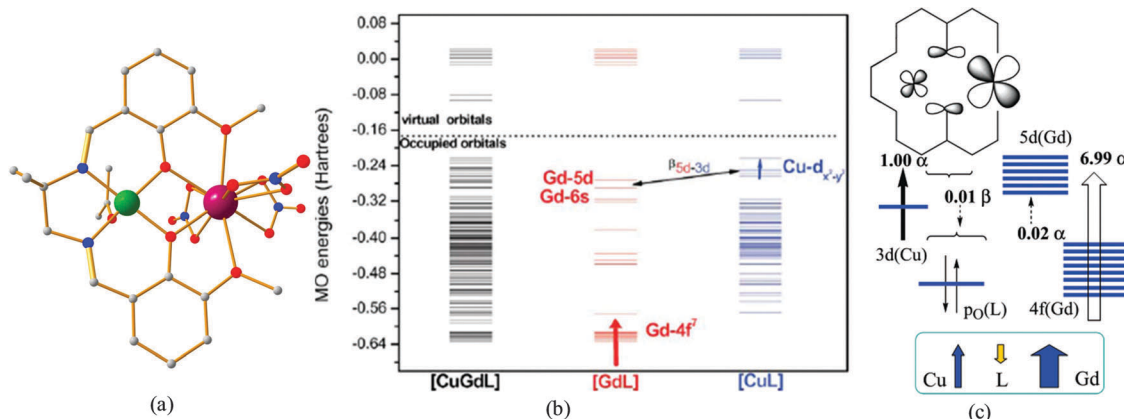 (a)
MO energies (Hartrees)
0.08
0.00
-0.08
-0.16
-0.24
-0.32
-0.40
-0.48
-0.56
-0.64
virtual orbitals
Occupied orbitals
β5d-3d
Gd-5d
Gd-6s
Cu-dx²-y²
Gd-4f⁷
[CuGdL]
[GdL]
[CuL]
(b)
5d(Gd)
1.00 α
6.99 α
0.01 β
0.02 α
3d(Cu)
pO(L)
4f(Gd)
Cu
L
Gd
(c)